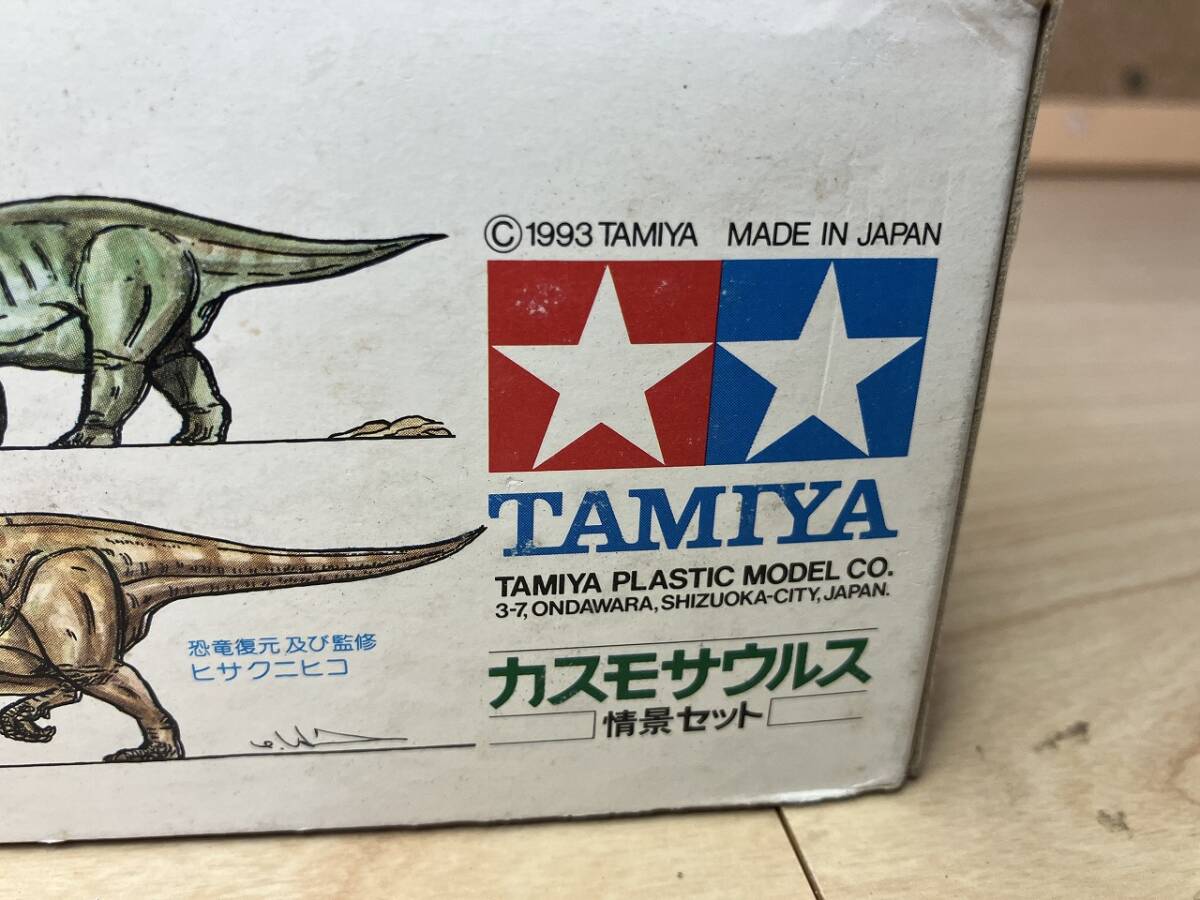 ©1993 TAMIYA MADE IN JAPAN
TAMIYA
TAMIYA PLASTIC MODEL CO.
3-7, ONDAWARA, SHIZUOKA-CITY, JAPAN.
恐竜復元及び監修
ヒサクニヒコ
カスモサウルス
情景セット